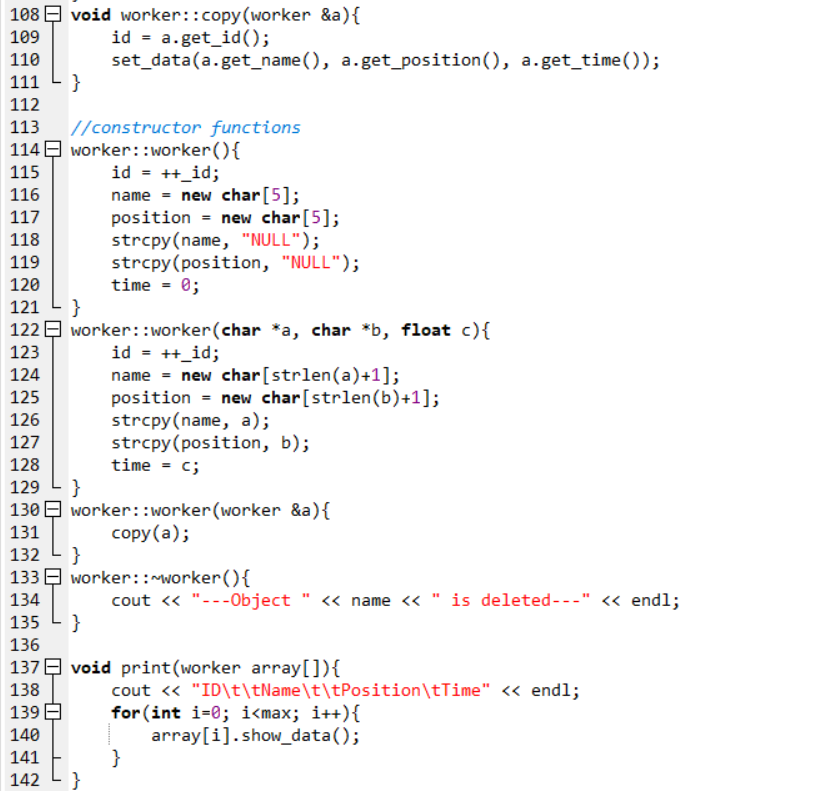 108 void worker::copy(worker &a){
109     id = a.get_id();
110     set_data(a.get_name(), a.get_position(), a.get_time());
111 }
112
113 //constructor functions
114 worker::worker(){
115     id = ++_id;
116     name = new char[5];
117     position = new char[5];
118     strcpy(name, "NULL");
119     strcpy(position, "NULL");
120     time = 0;
121 }
122 worker::worker(char *a, char *b, float c){
123     id = ++_id;
124     name = new char[strlen(a)+1];
125     position = new char[strlen(b)+1];
126     strcpy(name, a);
127     strcpy(position, b);
128     time = c;
129 }
130 worker::worker(worker &a){
131     copy(a);
132 }
133 worker::~worker(){
134     cout << "---Object " << name << " is deleted---" << endl;
135 }
136
137 void print(worker array[]){
138     cout << "ID\t\tName\t\tPosition\tTime" << endl;
139     for(int i=0; i<max; i++){
140         array[i].show_data();
141     }
142 }